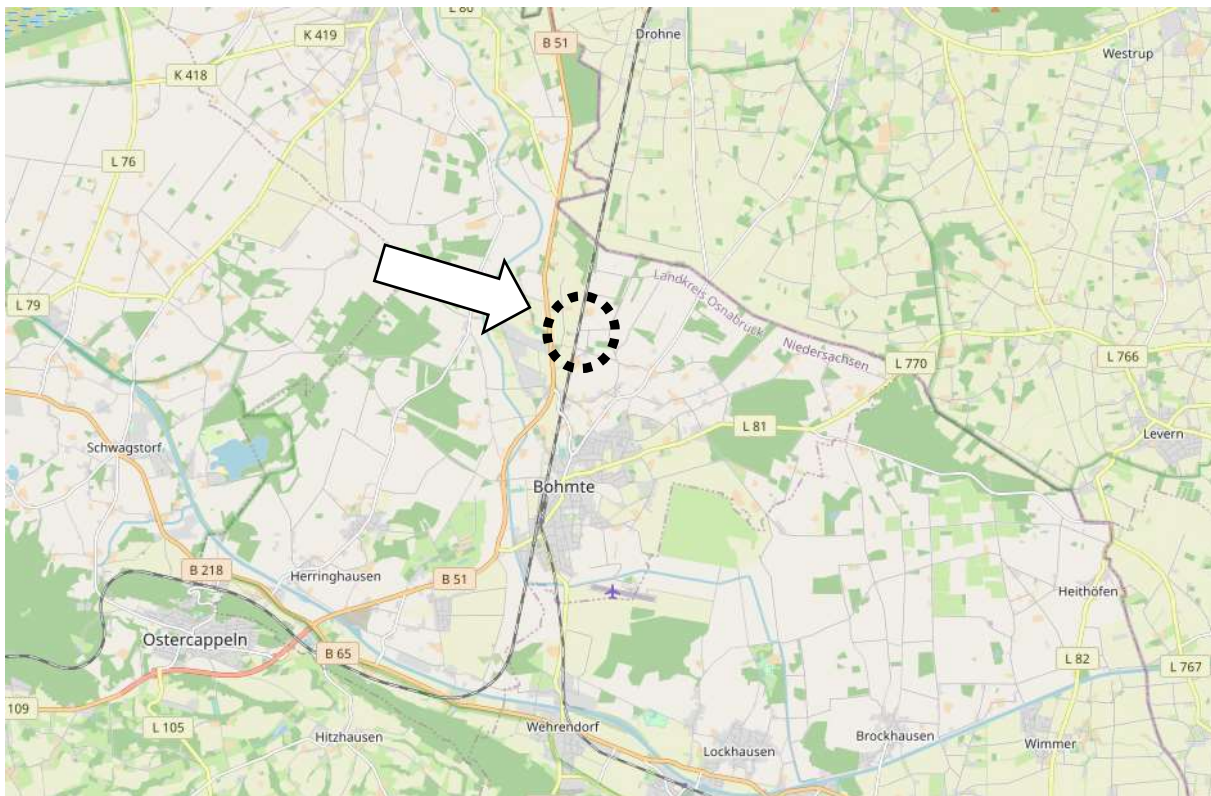 L 80
K 419
B 51
Drohne
Westrup
K 418
L 76
L 79
Landkreis Osnabrück
Niedersachsen
L 770
L 766
L 81
Levern
Schwagstorf
Bohmte
B 218
Herringhausen
B 51
Heithöfen
Ostercappeln
B 65
L 82
L 767
109
L 105
Hitzhausen
Wehrendorf
Lockhausen
Brockhausen
Wimmer